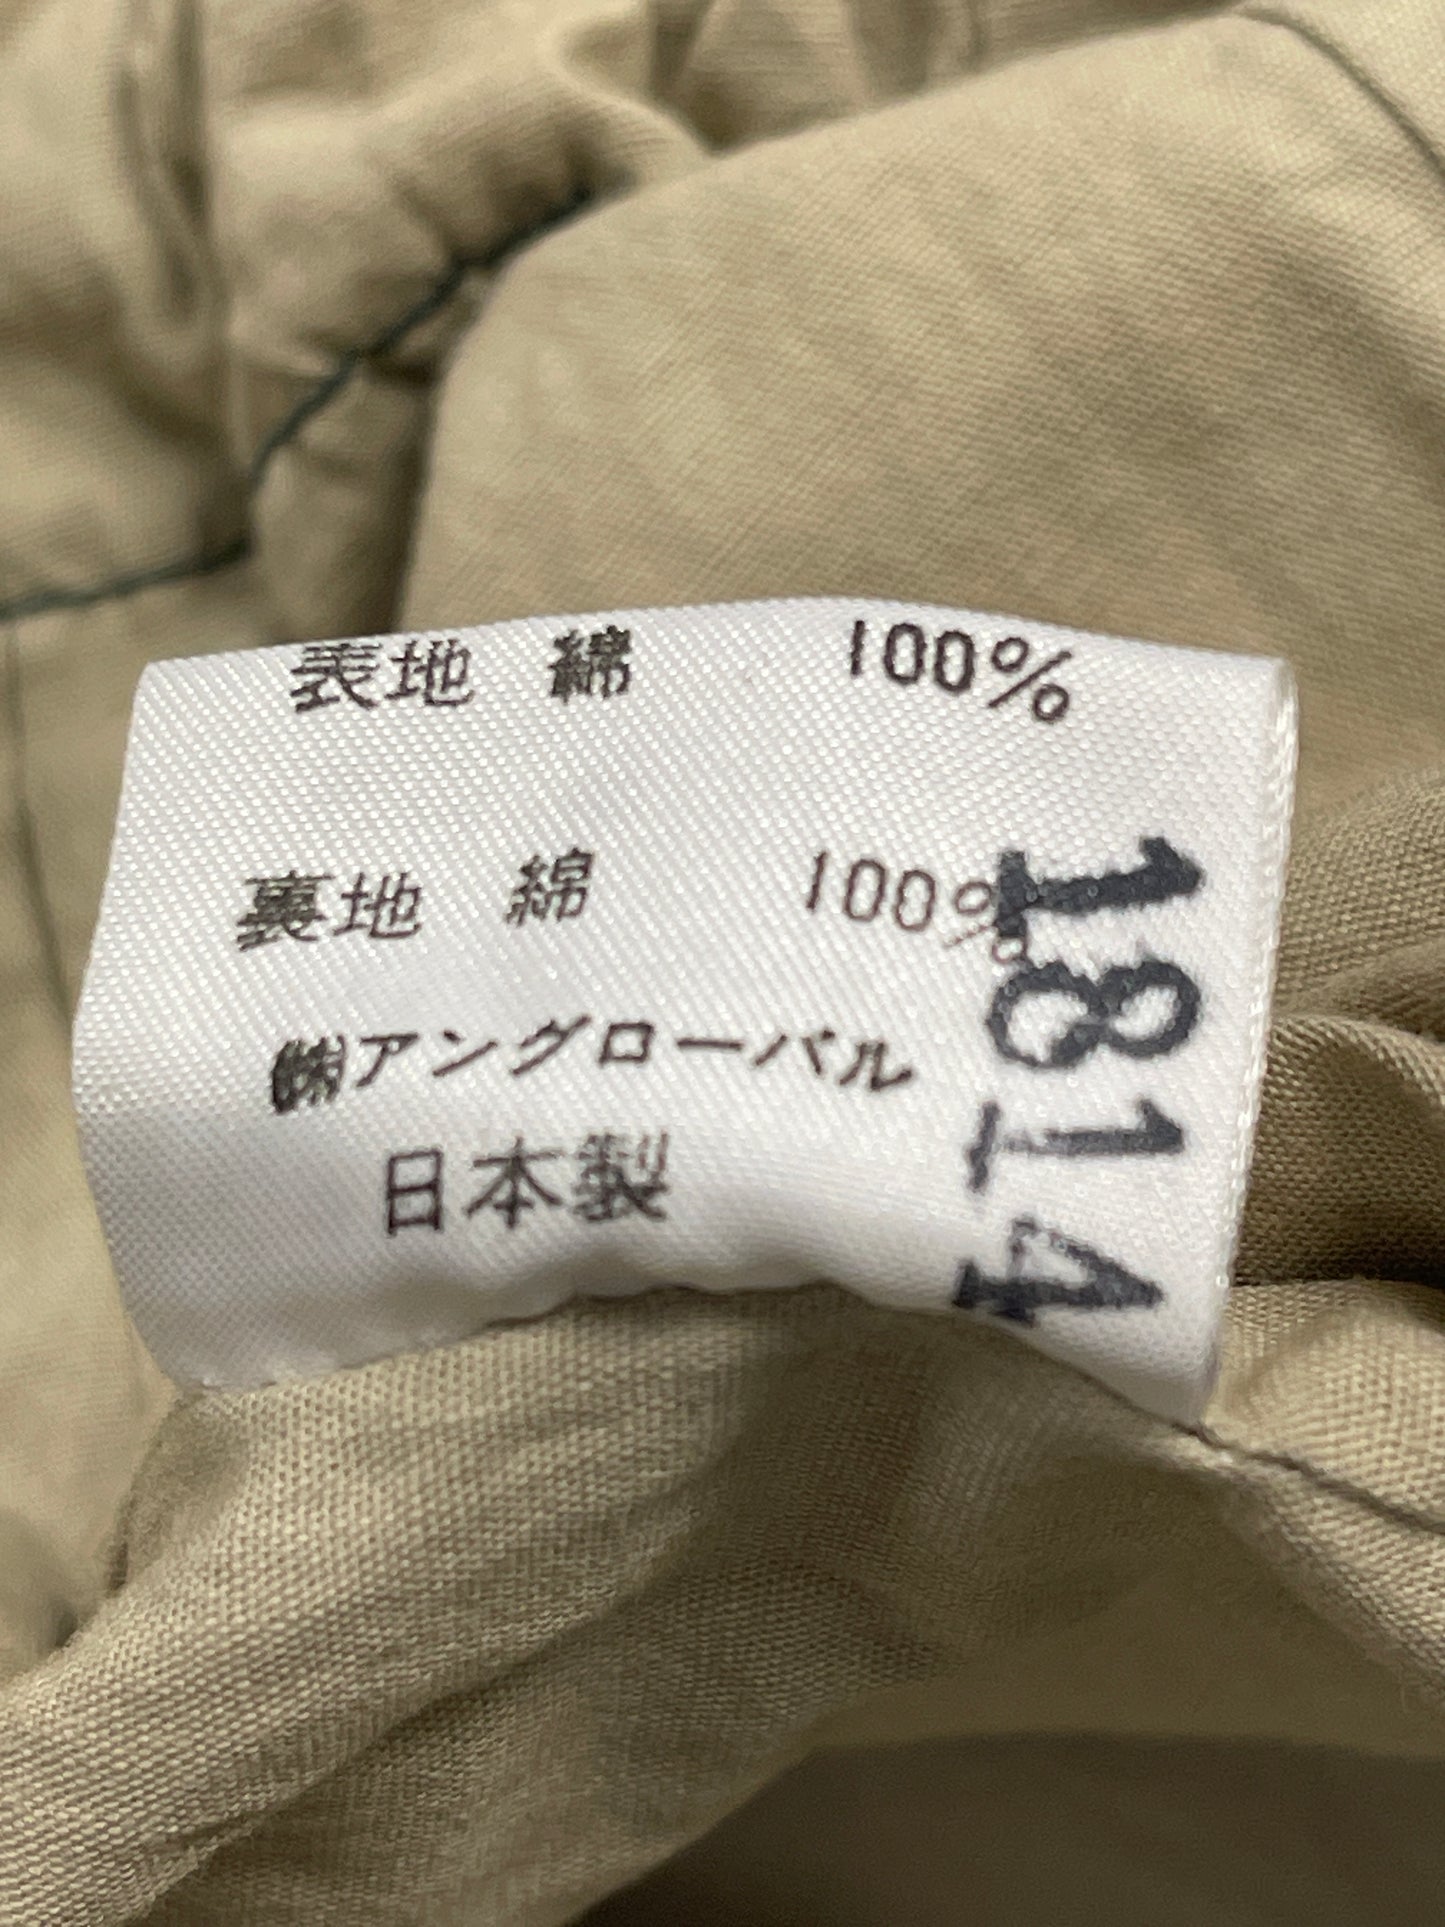 表地 綿 100%
裏地 綿 100%
㈱アングローバル
日本製
1814